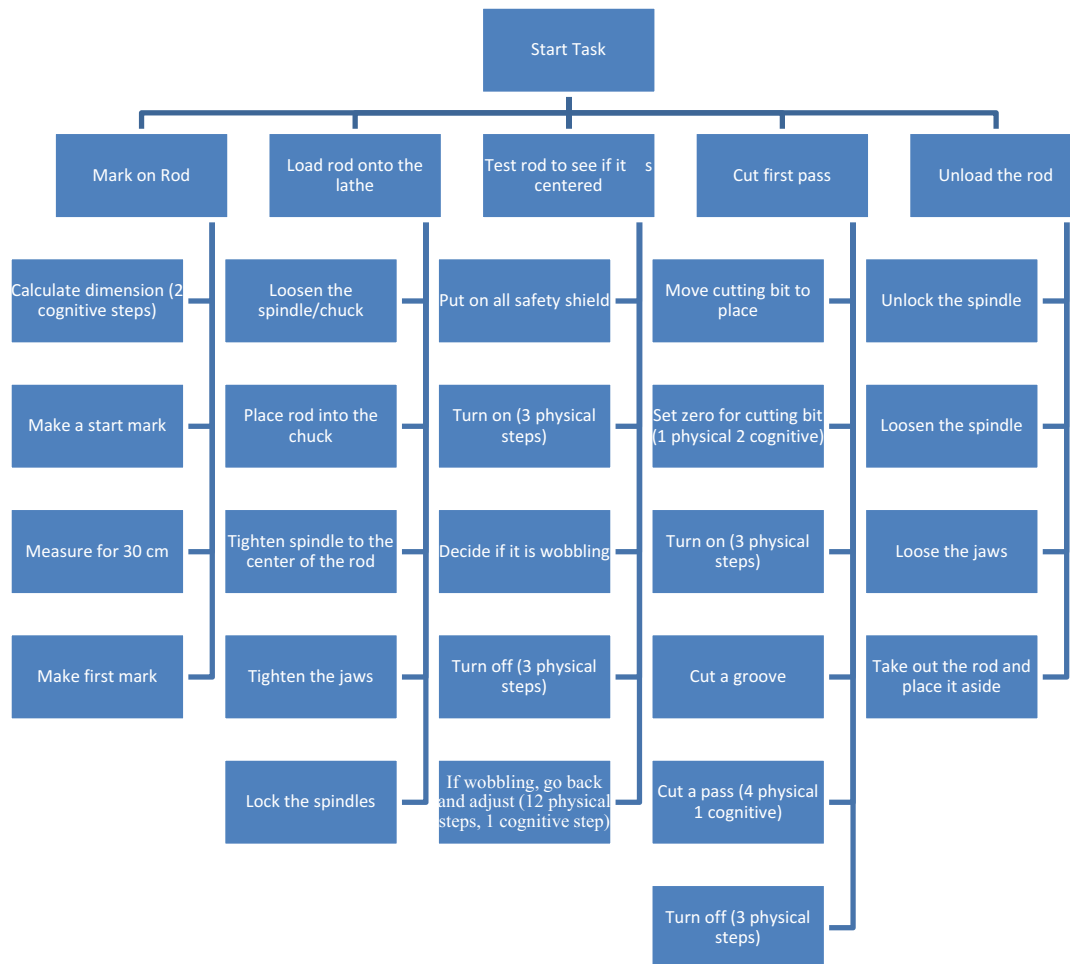 Start Task
Mark on Rod
Load rod onto the
lathe
Test rod to see if it s
centered
Cut first pass
Unload the rod
Calculate dimension (2
cognitive steps)
Make a start mark
Measure for 30 cm
Make first mark
Loosen the
spindle/chuck
Place rod into the
chuck
Tighten spindle to the
center of the rod
Tighten the jaws
Lock the spindles
Put on all safety shield
Turn on (3 physical
steps)
Decide if it is wobbling
Turn off (3 physical
steps)
If wobbling, go back
and adjust (12 physical
steps, 1 cognitive step)
Move cutting bit to
place
Set zero for cutting bit
(1 physical 2 cognitive)
Turn on (3 physical
steps)
Cut a groove
Cut a pass (4 physical
1 cognitive)
Turn off (3 physical
steps)
Unlock the spindle
Loosen the spindle
Loose the jaws
Take out the rod and
place it aside